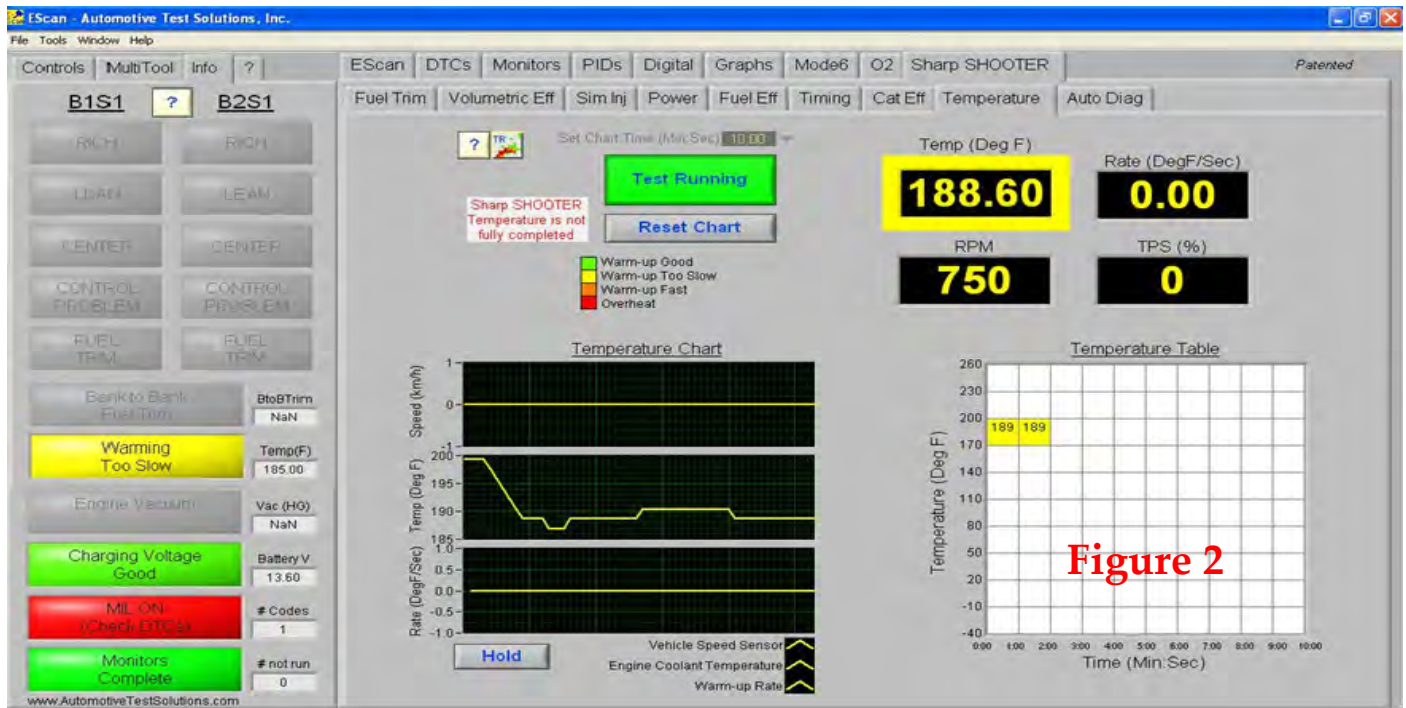 EScan - Automotive Test Solutions, Inc.
File Tools Window Help
Controls MultiTool Info ?
EScan DTCs Monitors PIDs Digital Graphs Mode6 O2 Sharp SHOOTER
Patented
Fuel Trim Volumetric Eff Sim Inj Power Fuel Eff Timing Cat Eff Temperature Auto Diag
B1S1 ? B2S1
RICH RICH
LEAN LEAN
CENTER CENTER
CONTROL PROBLEM
CONTROL PROBLEM
FUEL TRIM
FUEL TRIM
Bank to Bank
Fuel Trim
BtoBTrim
NaN
Warming
Too Slow
Temp(F)
185.00
Engine Vacuum
Vac (HG)
NaN
Charging Voltage
Good
Battery V
13.60
MIL ON
(Check DTCs)
# Codes
1
Monitors
Complete
# not run
0
www.AutomotiveTestSolutions.com
? TR -
Set Chart Time (Min:Sec) 10:00
Test Running
Sharp SHOOTER
Temperature is not
fully completed
Reset Chart
Warm-up Good
Warm-up Too Slow
Warm-up Fast
Overheat
Temp (Deg F)
188.60
Rate (DegF/Sec)
0.00
RPM
750
TPS (%)
0
Temperature Chart
Speed (km/h)
1
0
-1
Temp (Deg F)
200
195
190
185
Rate (DegF/Sec)
1.0
0.5
0.0
-0.5
-1.0
Hold
Vehicle Speed Sensor
Engine Coolant Temperature
Warm-up Rate
Temperature Table
Temperature (Deg F)
260
230
200
170
140
110
80
50
20
-10
-40
189 189
Figure 2
0:00 1:00 2:00 3:00 4:00 5:00 6:00 7:00 8:00 9:00 10:00
Time (Min:Sec)